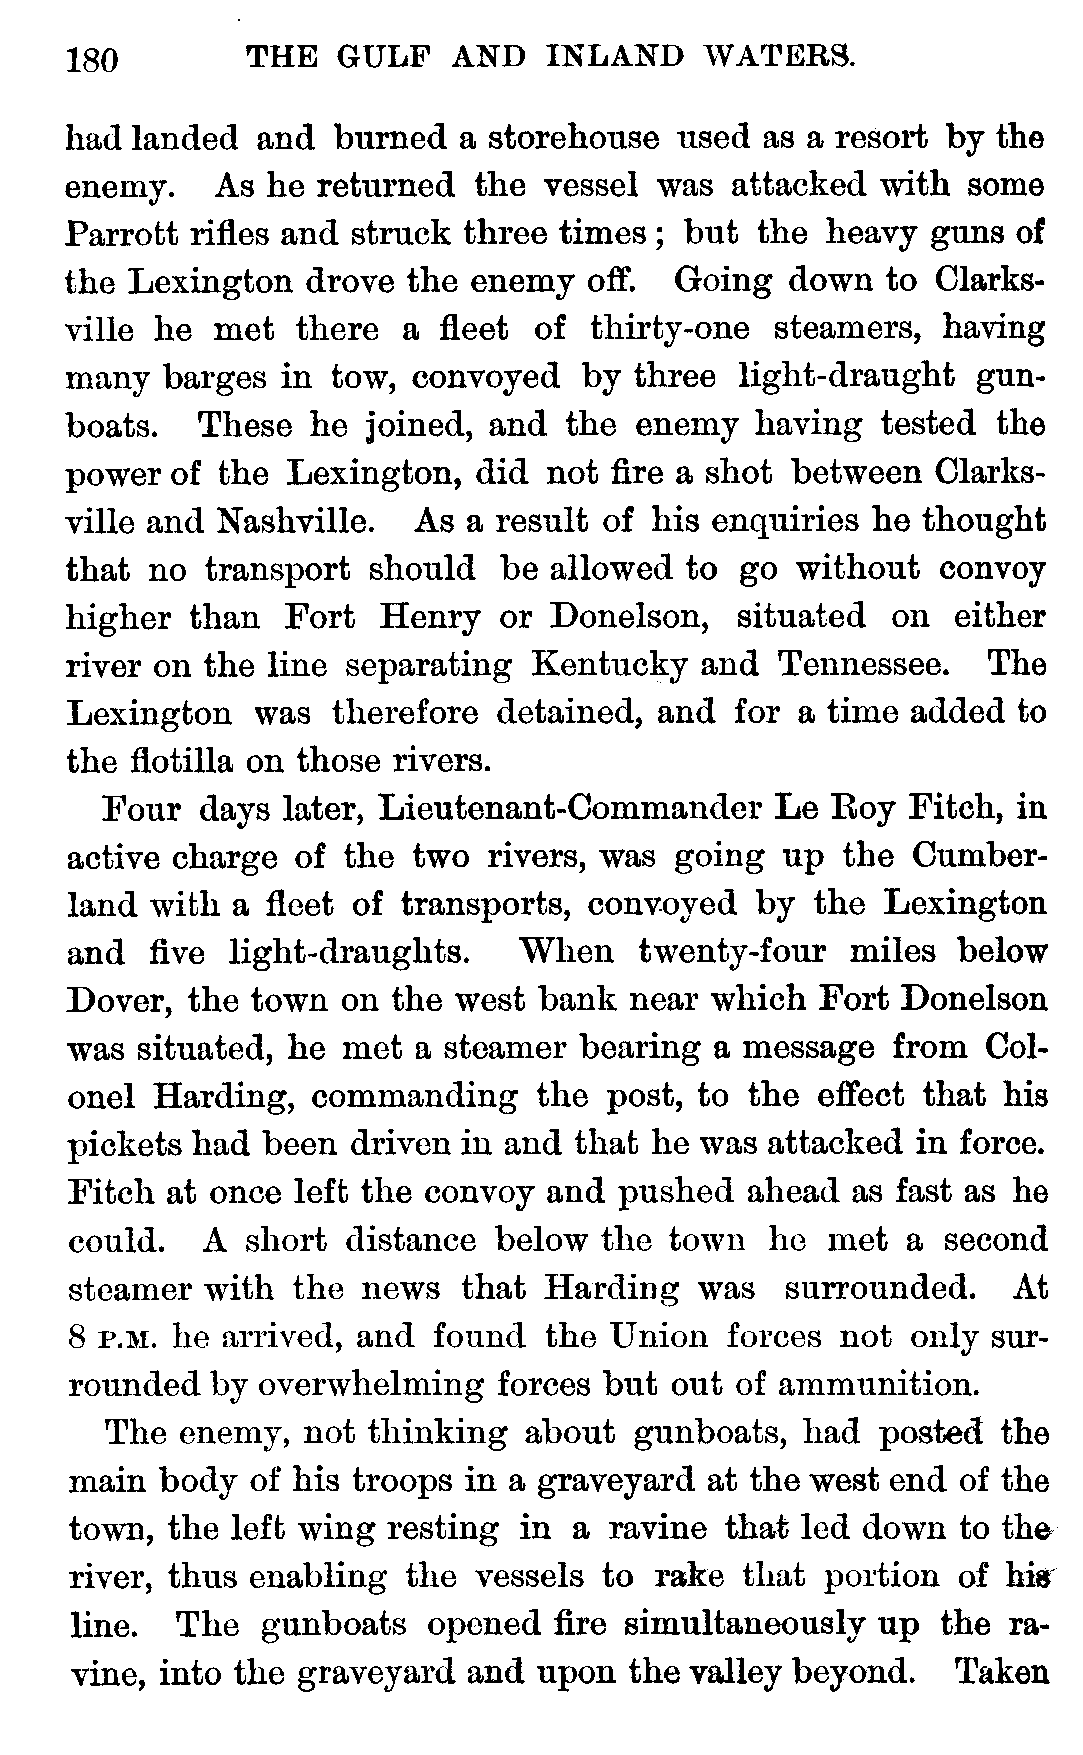 180 THE GULF AND INLAND WATERS.
had landed and burned a storehouse used as a resort by the
enemy. As he returned the vessel was attacked with some
Parrott rifles and struck three times; but the heavy guns of
the Lexington drove the enemy off. Going down to Clarks-
ville he met there a fleet of thirty-one steamers, having
many barges in tow, convoyed by three light-draught gun-
boats. These he joined, and the enemy having tested the
power of the Lexington, did not fire a shot between Clarks-
ville and Nashville. As a result of his enquiries he thought
that no transport should be allowed to go without convoy
higher than Fort Henry or Donelson, situated on either
river on the line separating Kentucky and Tennessee. The
Lexington was therefore detained, and for a time added to
the flotilla on those rivers.
Four days later, Lieutenant-Commander Le Roy Fitch, in
active charge of the two rivers, was going up the Cumber-
land with a fleet of transports, convoyed by the Lexington
and five light-draughts. When twenty-four miles below
Dover, the town on the west bank near which Fort Donelson
was situated, he met a steamer bearing a message from Col-
onel Harding, commanding the post, to the effect that his
pickets had been driven in and that he was attacked in force.
Fitch at once left the convoy and pushed ahead as fast as he
could. A short distance below the town he met a second
steamer with the news that Harding was surrounded. At
8 P.M. he arrived, and found the Union forces not only sur-
rounded by overwhelming forces but out of ammunition.
The enemy, not thinking about gunboats, had posted the
main body of his troops in a graveyard at the west end of the
town, the left wing resting in a ravine that led down to the
river, thus enabling the vessels to rake that portion of his
line. The gunboats opened fire simultaneously up the ra-
vine, into the graveyard and upon the valley beyond. Taken